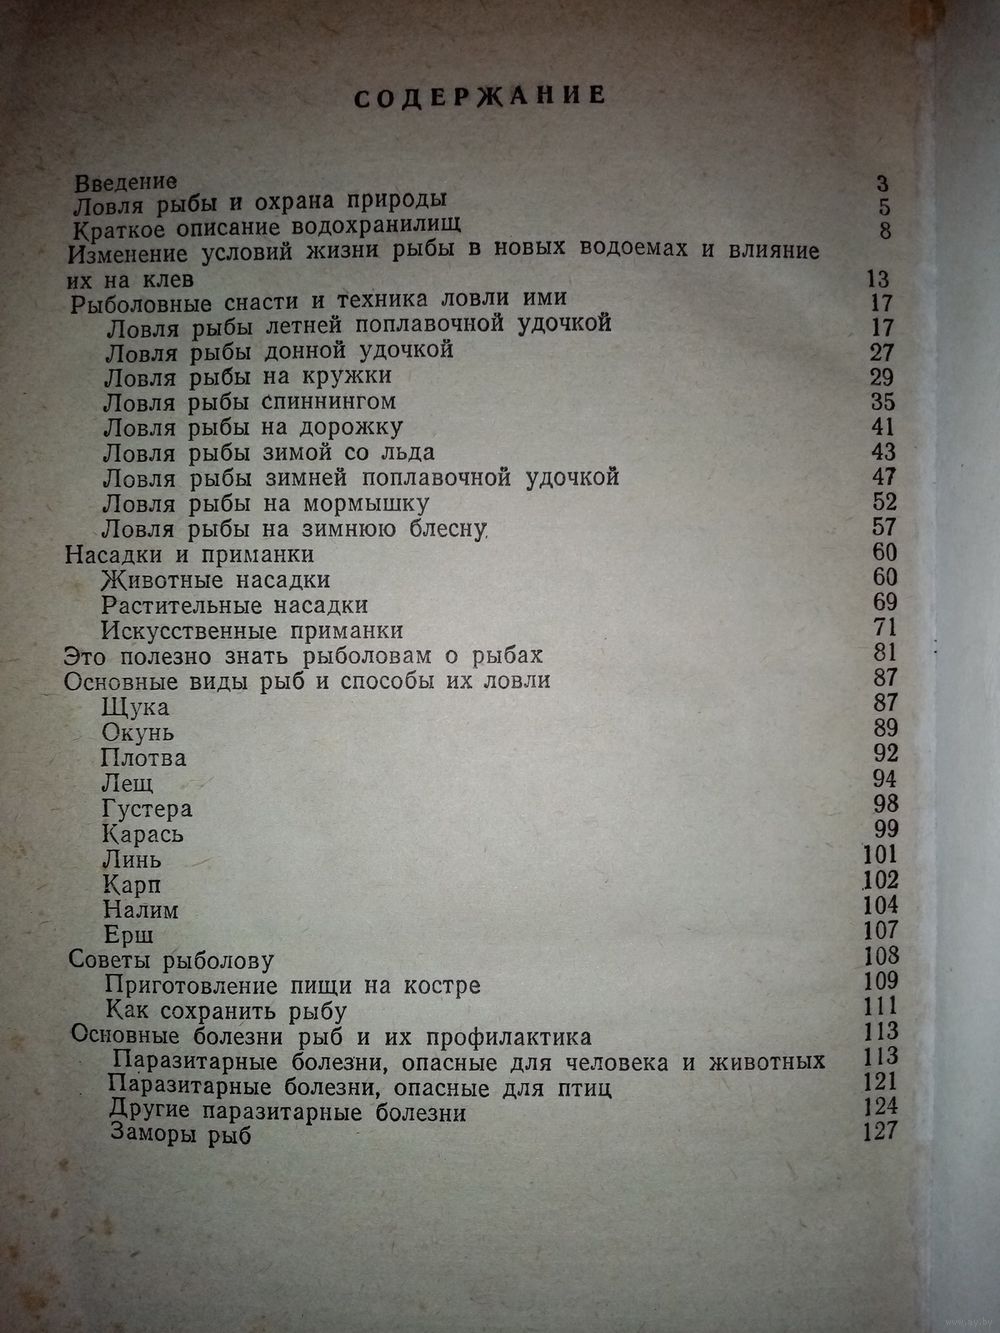 СОДЕРЖАНИЕ
Введение 3
Ловля рыбы и охрана природы 5
Краткое описание водохранилищ 8
Изменение условий жизни рыбы в новых водоемах и влияние
их на клев 13
Рыболовные снасти и техника ловли ими 17
Ловля рыбы летней поплавочной удочкой 17
Ловля рыбы донной удочкой 27
Ловля рыбы на кружки 29
Ловля рыбы спиннингом 35
Ловля рыбы на дорожку 41
Ловля рыбы зимой со льда 43
Ловля рыбы зимней поплавочной удочкой 47
Ловля рыбы на мормышку 52
Ловля рыбы на зимнюю блесну 57
Насадки и приманки 60
Животные насадки 60
Растительные насадки 69
Искусственные приманки 71
Это полезно знать рыболовам о рыбах 81
Основные виды рыб и способы их ловли 87
Щука 87
Окунь 89
Плотва 92
Лещ 94
Густера 98
Карась 99
Линь 101
Карп 102
Налим 104
Ерш 107
Советы рыболову 108
Приготовление пищи на костре 109
Как сохранить рыбу 111
Основные болезни рыб и их профилактика 113
Паразитарные болезни, опасные для человека и животных 113
Паразитарные болезни, опасные для птиц 121
Другие паразитарные болезни 124
Заморы рыб 127
www.ay.by